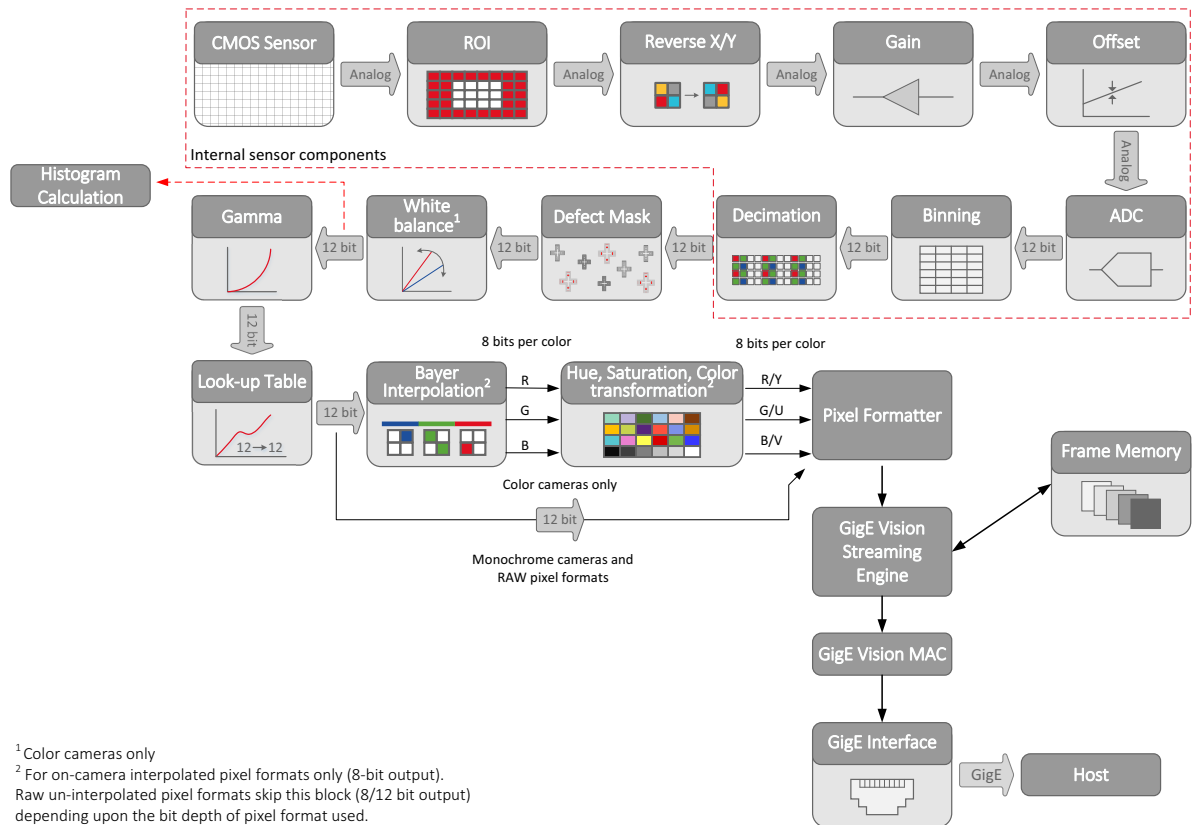 CMOS Sensor
Analog
ROI
Analog
Reverse X/Y
Analog
Gain
Analog
Offset
Internal sensor components
Analog
Histogram
Calculation
Gamma
12 bit
White
balance¹
12 bit
Defect Mask
12 bit
Decimation
12 bit
Binning
12 bit
ADC
12 bit
8 bits per color
8 bits per color
Look-up Table
12→12
12 bit
Bayer
Interpolation²
R
G
B
Hue, Saturation, Color
transformation²
R/Y
G/U
B/V
Pixel Formatter
Color cameras only
12 bit
Monochrome cameras and
RAW pixel formats
Frame Memory
GigE Vision
Streaming
Engine
GigE Vision MAC
GigE Interface
GigE
Host
¹ Color cameras only
² For on-camera interpolated pixel formats only (8-bit output).
Raw un-interpolated pixel formats skip this block (8/12 bit output)
depending upon the bit depth of pixel format used.